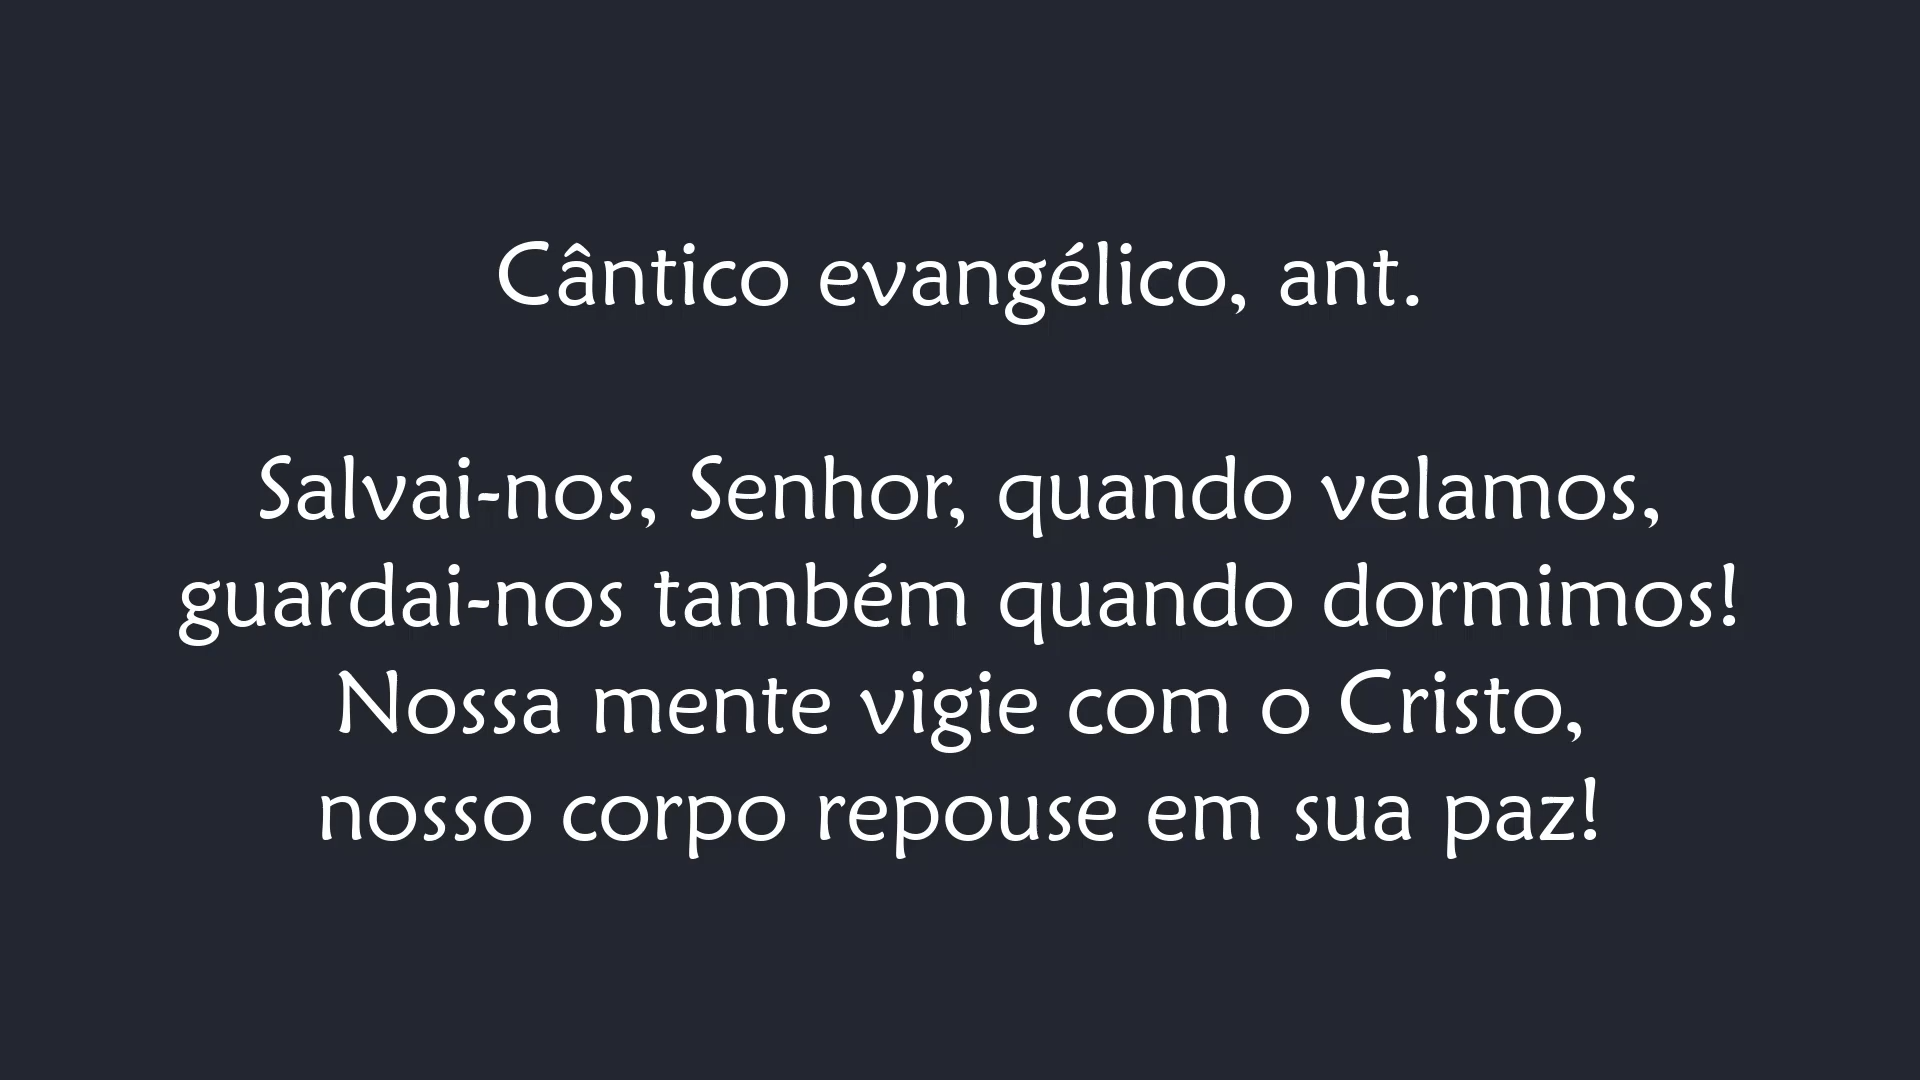 Cântico evangélico, ant.
Salvai-nos, Senhor, quando velamos,
guardai-nos também quando dormimos!
Nossa mente vigie com o Cristo,
nosso corpo repouse em sua paz!